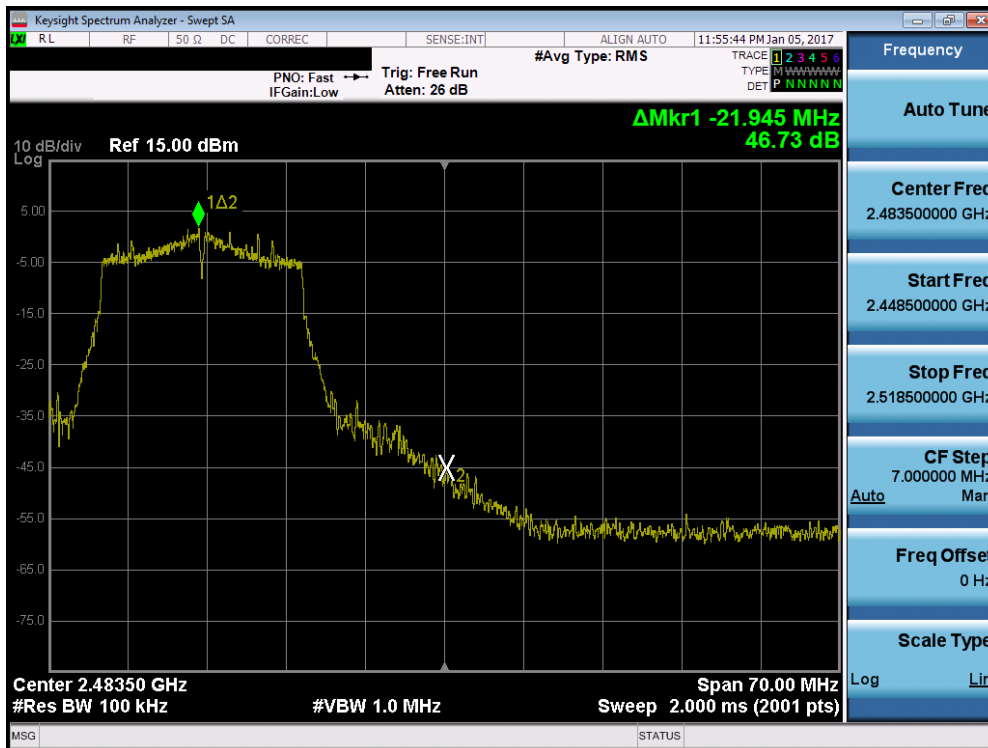 Keysight Spectrum Analyzer - Swept SA
LXI RL RF 50 Ω DC CORREC SENSE:INT ALIGN AUTO 11:55:44 PM Jan 05, 2017
#Avg Type: RMS
TRACE 1 2 3 4 5 6
PNO: Fast Trig: Free Run
TYPE M W W W W W
IFGain:Low Atten: 26 dB
DET P N N N N N
ΔMkr1 -21.945 MHz
46.73 dB
10 dB/div Ref 15.00 dBm
Log
1Δ2
5.00
-5.00
-15.0
-25.0
-35.0
-45.0
2
-55.0
-65.0
-75.0
Center 2.48350 GHz Span 70.00 MHz
#Res BW 100 kHz #VBW 1.0 MHz Sweep 2.000 ms (2001 pts)
MSG STATUS
Frequency
Auto Tune
Center Freq
2.483500000 GHz
Start Freq
2.448500000 GHz
Stop Freq
2.518500000 GHz
CF Step
7.000000 MHz
Auto Man
Freq Offset
0 Hz
Scale Type
Log Lin